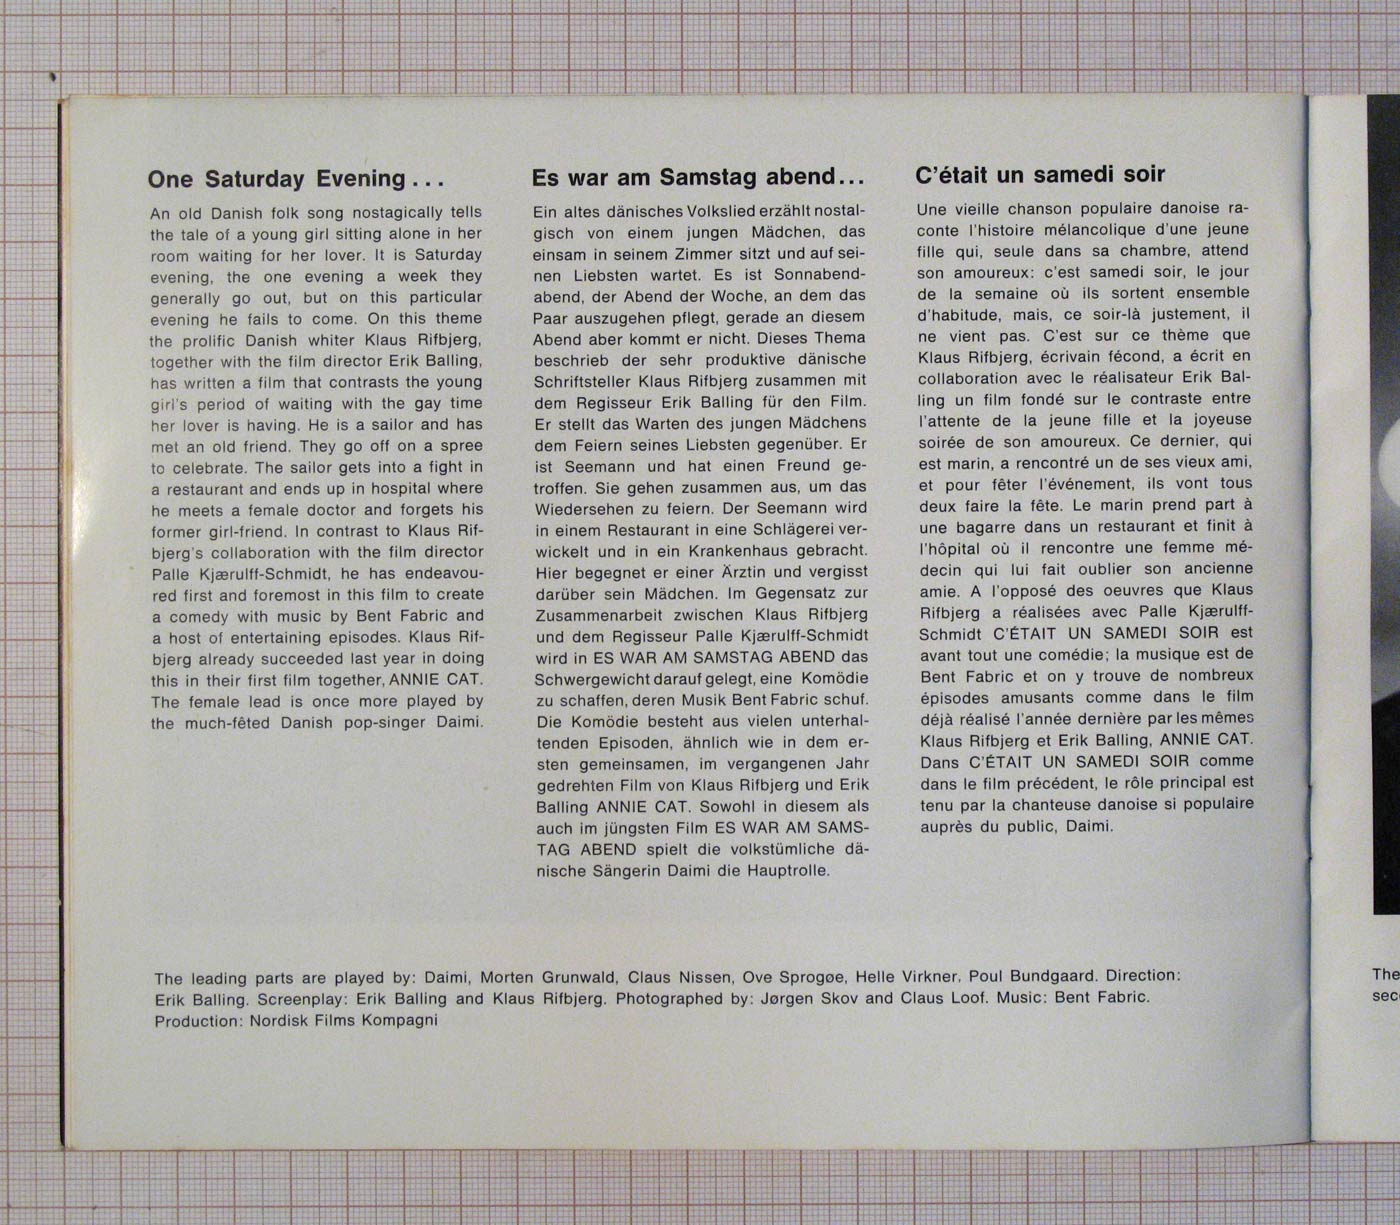 One Saturday Evening . . .
An old Danish folk song nostagically tells
the tale of a young girl sitting alone in her
room waiting for her lover. It is Saturday
evening, the one evening a week they
generally go out, but on this particular
evening he fails to come. On this theme
the prolific Danish whiter Klaus Rifbjerg,
together with the film director Erik Balling,
has written a film that contrasts the young
girl's period of waiting with the gay time
her lover is having. He is a sailor and has
met an old friend. They go off on a spree
to celebrate. The sailor gets into a fight in
a restaurant and ends up in hospital where
he meets a female doctor and forgets his
former girl-friend. In contrast to Klaus Rif-
bjerg's collaboration with the film director
Palle Kjærulff-Schmidt, he has endeavou-
red first and foremost in this film to create
a comedy with music by Bent Fabric and
a host of entertaining episodes. Klaus Rif-
bjerg already succeeded last year in doing
this in their first film together, ANNIE CAT.
The female lead is once more played by
the much-fêted Danish pop-singer Daimi.
Es war am Samstag abend...
Ein altes dänisches Volkslied erzählt nostal-
gisch von einem jungen Mädchen, das
einsam in seinem Zimmer sitzt und auf sei-
nen Liebsten wartet. Es ist Sonnabend-
abend, der Abend der Woche, an dem das
Paar auszugehen pflegt, gerade an diesem
Abend aber kommt er nicht. Dieses Thema
beschrieb der sehr produktive dänische
Schriftsteller Klaus Rifbjerg zusammen mit
dem Regisseur Erik Balling für den Film.
Er stellt das Warten des jungen Mädchens
dem Feiern seines Liebsten gegenüber. Er
ist Seemann und hat einen Freund ge-
troffen. Sie gehen zusammen aus, um das
Wiedersehen zu feiern. Der Seemann wird
in einem Restaurant in eine Schlägerei ver-
wickelt und in ein Krankenhaus gebracht.
Hier begegnet er einer Ärztin und vergisst
darüber sein Mädchen. Im Gegensatz zur
Zusammenarbeit zwischen Klaus Rifbjerg
und dem Regisseur Palle Kjærulff-Schmidt
wird in ES WAR AM SAMSTAG ABEND das
Schwergewicht darauf gelegt, eine Komödie
zu schaffen, deren Musik Bent Fabric schuf.
Die Komödie besteht aus vielen unterhal-
tenden Episoden, ähnlich wie in dem er-
sten gemeinsamen, im vergangenen Jahr
gedrehten Film von Klaus Rifbjerg und Erik
Balling ANNIE CAT. Sowohl in diesem als
auch im jüngsten Film ES WAR AM SAMS-
TAG ABEND spielt die volkstümliche dä-
nische Sängerin Daimi die Hauptrolle.
C'était un samedi soir
Une vieille chanson populaire danoise ra-
conte l'histoire mélancolique d'une jeune
fille qui, seule dans sa chambre, attend
son amoureux: c'est samedi soir, le jour
de la semaine où ils sortent ensemble
d'habitude, mais, ce soir-là justement, il
ne vient pas. C'est sur ce thème que
Klaus Rifbjerg, écrivain fécond, a écrit en
collaboration avec le réalisateur Erik Bal-
ling un film fondé sur le contraste entre
l'attente de la jeune fille et la joyeuse
soirée de son amoureux. Ce dernier, qui
est marin, a rencontré un de ses vieux ami,
et pour fêter l'événement, ils vont tous
deux faire la fête. Le marin prend part à
une bagarre dans un restaurant et finit à
l'hôpital où il rencontre une femme mé-
decin qui lui fait oublier son ancienne
amie. A l'opposé des oeuvres que Klaus
Rifbjerg a réalisées avec Palle Kjærulff-
Schmidt C'ÉTAIT UN SAMEDI SOIR est
avant tout une comédie; la musique est de
Bent Fabric et on y trouve de nombreux
épisodes amusants comme dans le film
déjà réalisé l'année dernière par les mêmes
Klaus Rifbjerg et Erik Balling, ANNIE CAT.
Dans C'ÉTAIT UN SAMEDI SOIR comme
dans le film précédent, le rôle principal est
tenu par la chanteuse danoise si populaire
auprès du public, Daimi.
The leading parts are played by: Daimi, Morten Grunwald, Claus Nissen, Ove Sprogøe, Helle Virkner, Poul Bundgaard. Direction:
Erik Balling. Screenplay: Erik Balling and Klaus Rifbjerg. Photographed by: Jørgen Skov and Claus Loof. Music: Bent Fabric.
Production: Nordisk Films Kompagni
The